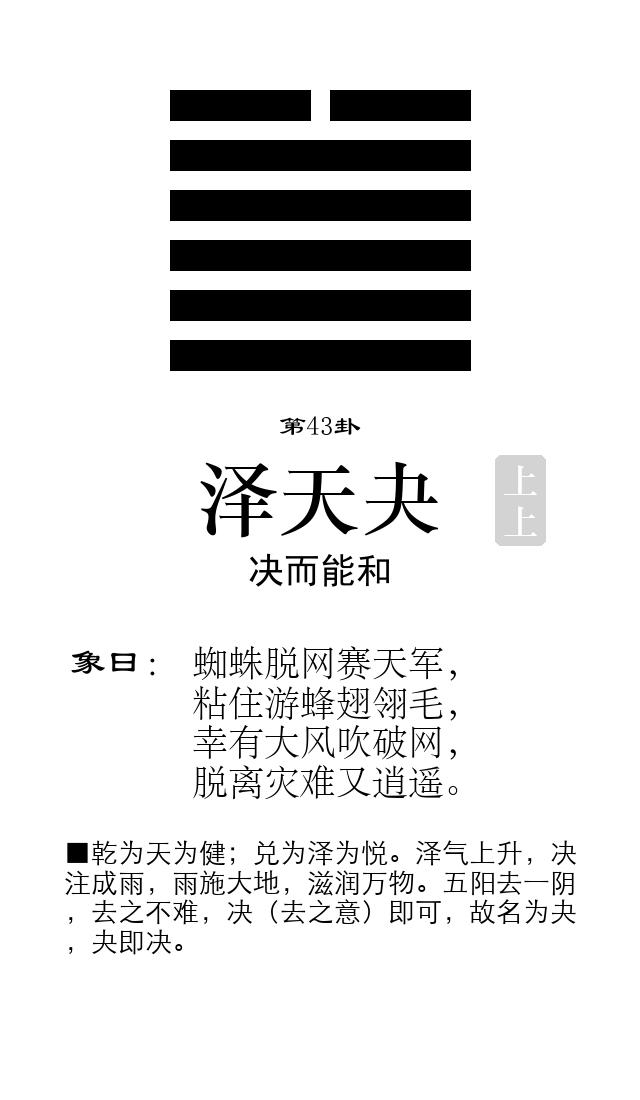 第43卦
泽天夬
上上
决而能和
象曰：蜘蛛脱网赛天军，
粘住游蜂翅翎毛，
幸有大风吹破网，
脱离灾难又逍遥。
■乾为天为健；兑为泽为悦。泽气上升，决
注成雨，雨施大地，滋润万物。五阳去一阴
，去之不难，决（去之意）即可，故名为夬
，夬即决。